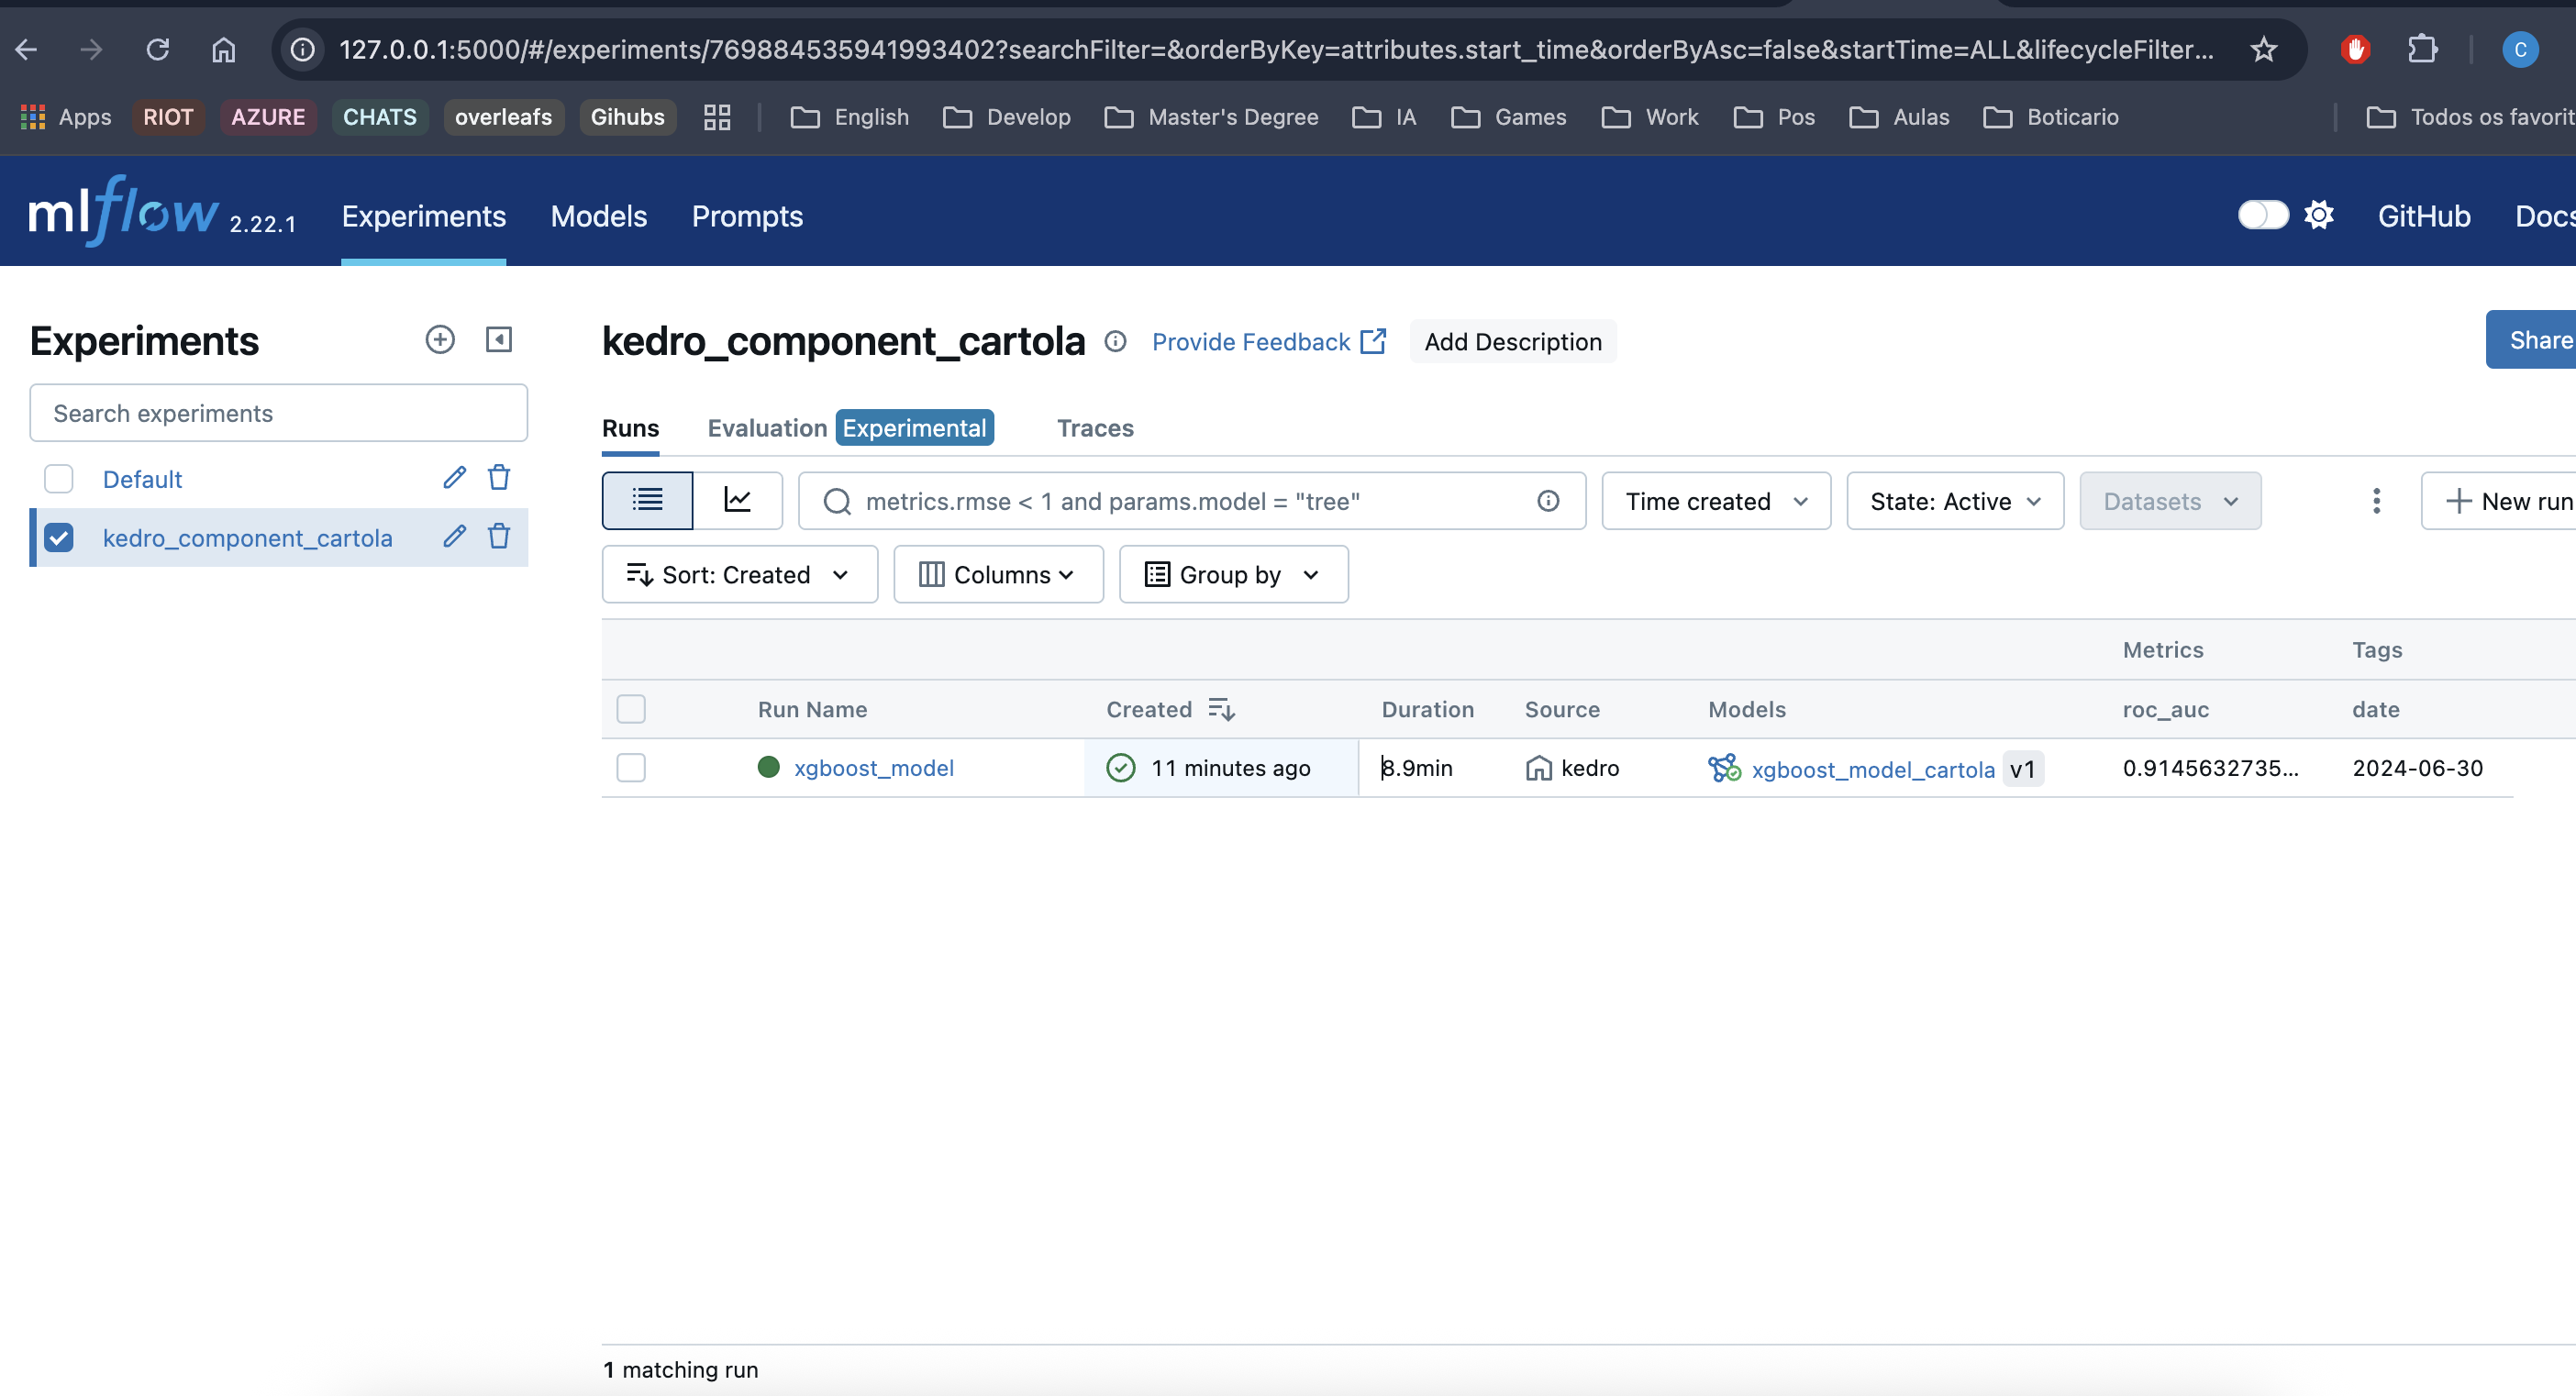 127.0.0.1:5000/#/experiments/769884535941993402?searchFilter=&orderByKey=attributes.start_time&orderByAsc=false&startTime=ALL&lifecycleFilter...
C
Apps RIOT AZURE CHATS overleafs Gihubs English Develop Master's Degree IA Games Work Pos Aulas Boticario Todos os favorit
mlflow 2.22.1 Experiments Models Prompts GitHub Docs
Experiments
Search experiments
Default
kedro_component_cartola
kedro_component_cartola Provide Feedback Add Description Share
Runs Evaluation Experimental Traces
metrics.rmse < 1 and params.model = "tree" Time created State: Active Datasets New run
Sort: Created Columns Group by
Metrics Tags
Run Name Created Duration Source Models roc_auc date
xgboost_model 11 minutes ago 8.9min kedro xgboost_model_cartola v1 0.9145632735... 2024-06-30
1 matching run